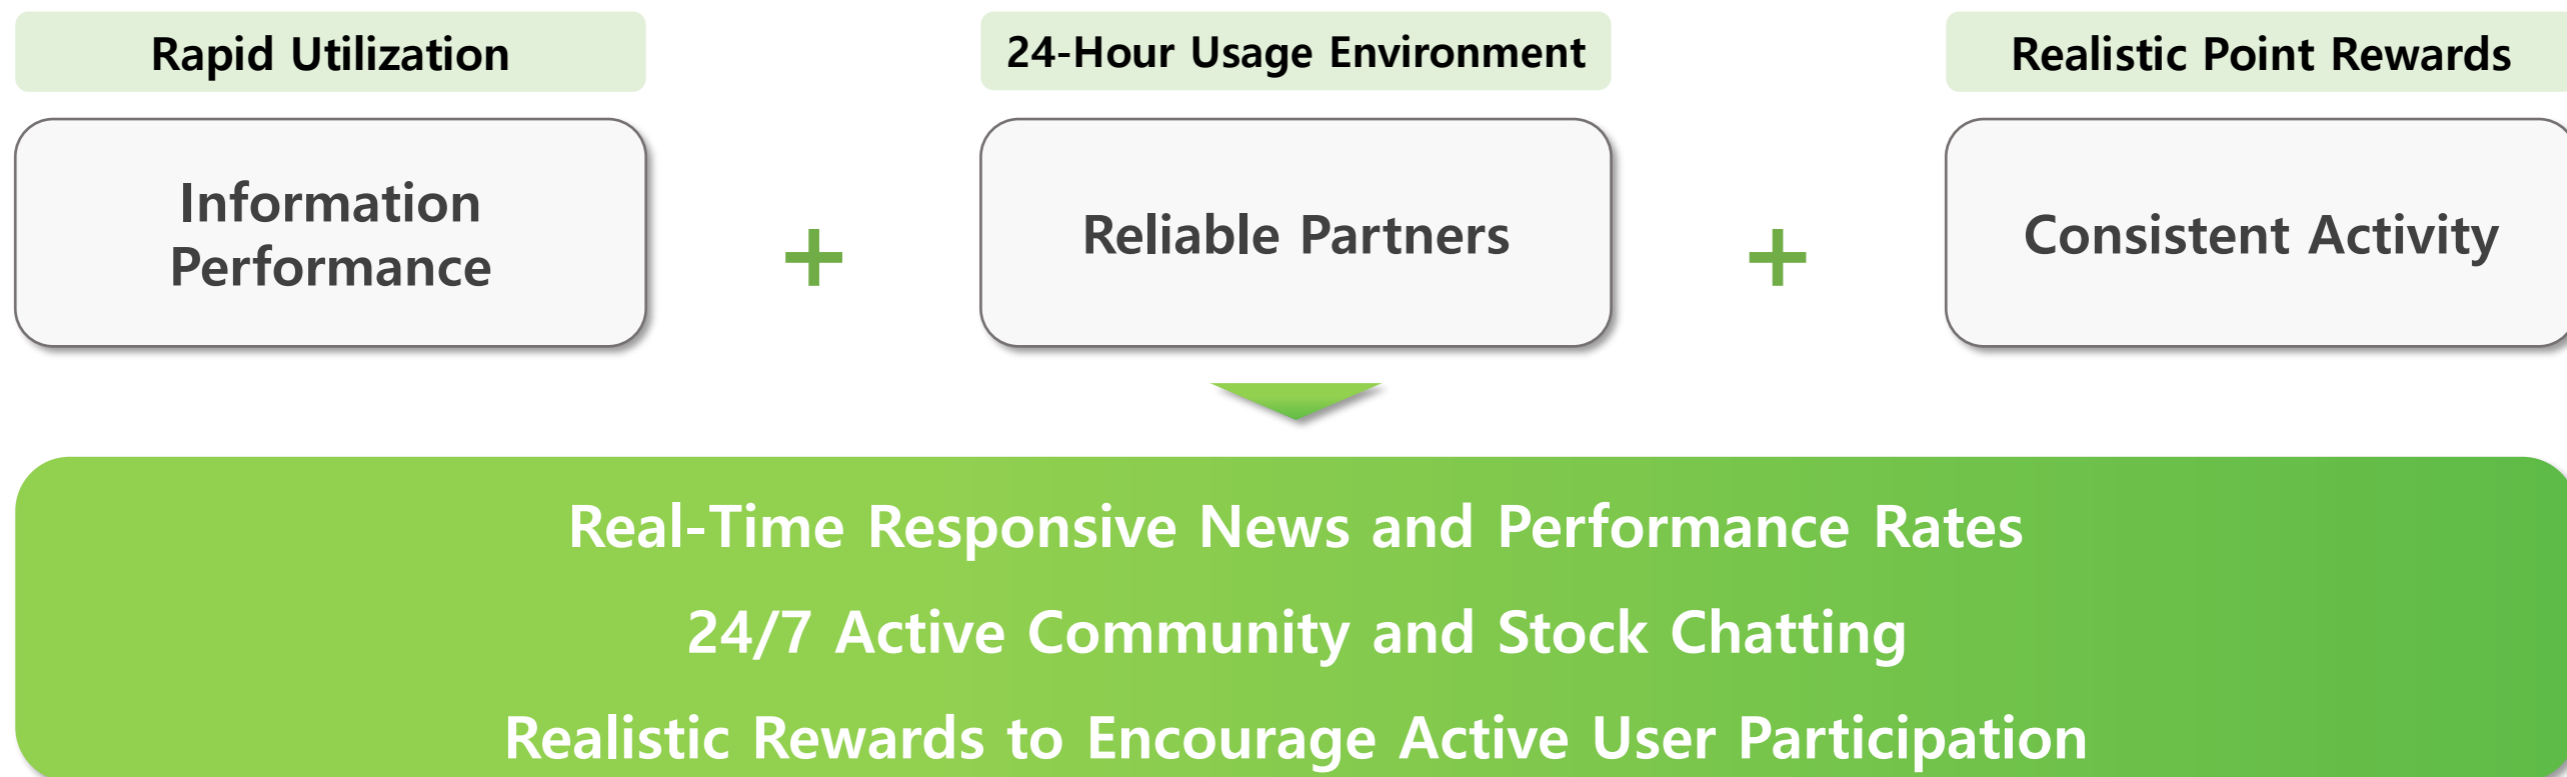 Rapid Utilization
24-Hour Usage Environment
Realistic Point Rewards
Information
Performance
+
Reliable Partners
+
Consistent Activity
Real-Time Responsive News and Performance Rates
24/7 Active Community and Stock Chatting
Realistic Rewards to Encourage Active User Participation